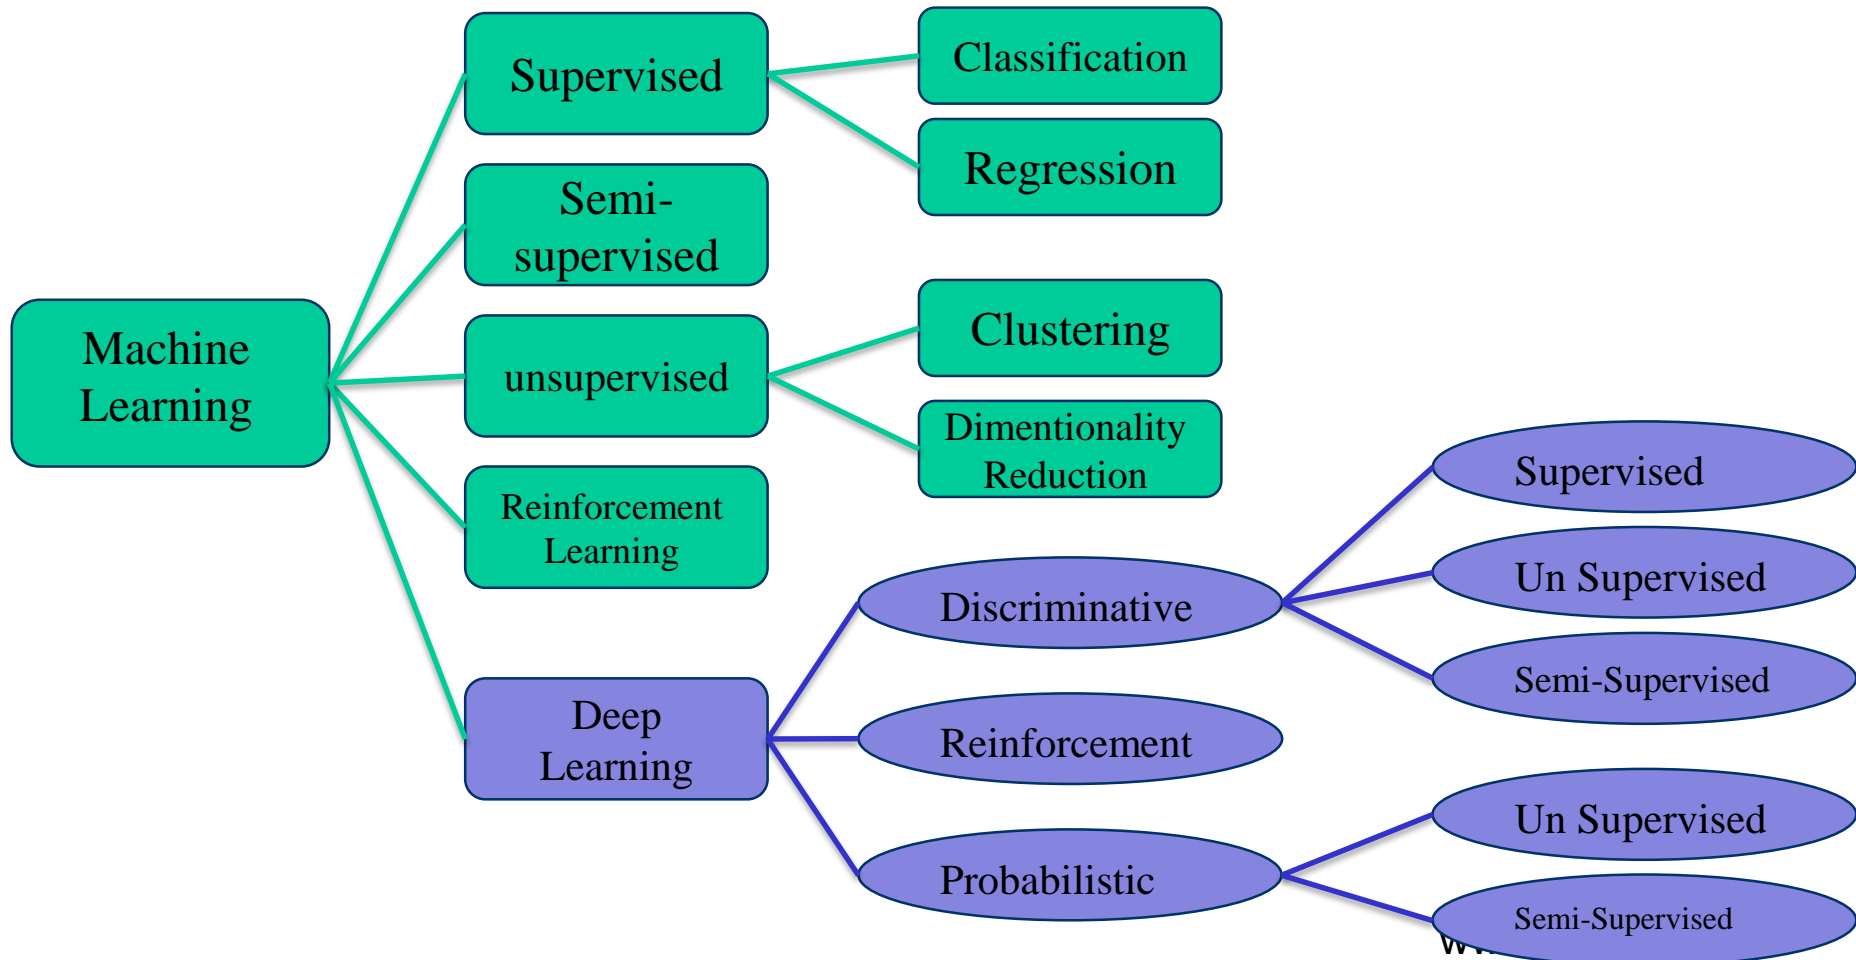 Machine
Learning
Supervised
Semi-
supervised
unsupervised
Reinforcement
Learning
Deep
Learning
Classification
Regression
Clustering
Dimentionality
Reduction
Discriminative
Reinforcement
Probabilistic
Supervised
Un Supervised
Semi-Supervised
Un Supervised
Semi-Supervised